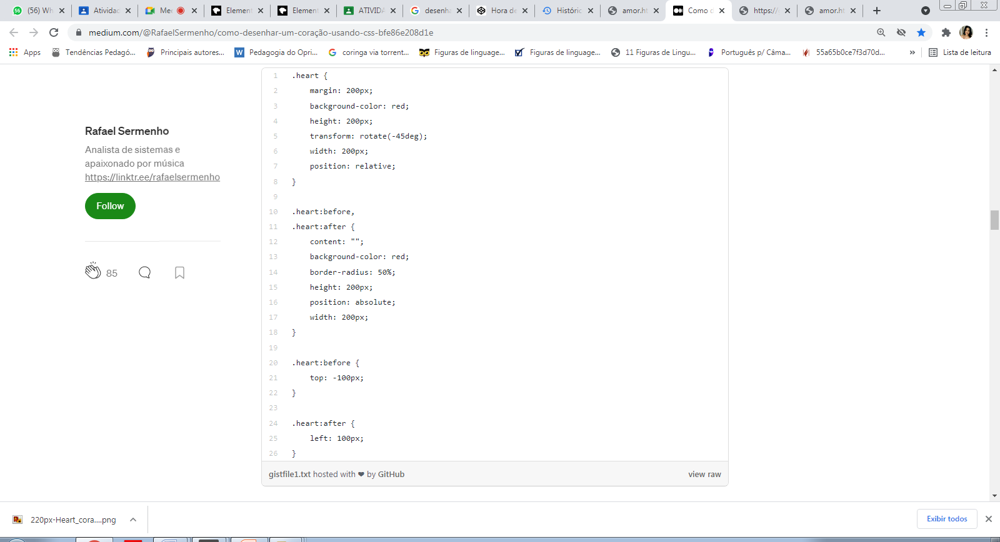 (56) Wh
Atividad
Mee
Element
Element
ATIVIDA
desenha
Hora de
Históric
amor.ht
Como d
https://
amor.ht
medium.com/@RafaelSermenho/como-desenhar-um-coração-usando-css-bfe86e208d1e
Apps
Tendências Pedagó...
Principais autores...
Pedagogia do Opri...
coringa via torrent...
Figuras de linguage...
Figuras de linguage...
11 Figuras de Lingu...
Português p/ Câma...
55a65b0ce7f3d70d...
»
Lista de leitura
Rafael Sermenho
Analista de sistemas e
apaixonado por música
https://linktr.ee/rafaelsermenho
Follow
85
1 .heart {
2 margin: 200px;
3 background-color: red;
4 height: 200px;
5 transform: rotate(-45deg);
6 width: 200px;
7 position: relative;
8 }
9
10 .heart:before,
11 .heart:after {
12 content: "";
13 background-color: red;
14 border-radius: 50%;
15 height: 200px;
16 position: absolute;
17 width: 200px;
18 }
19
20 .heart:before {
21 top: -100px;
22 }
23
24 .heart:after {
25 left: 100px;
26 }
gistfile1.txt hosted with ❤ by GitHub
view raw
220px-Heart_cora....png
Exibir todos